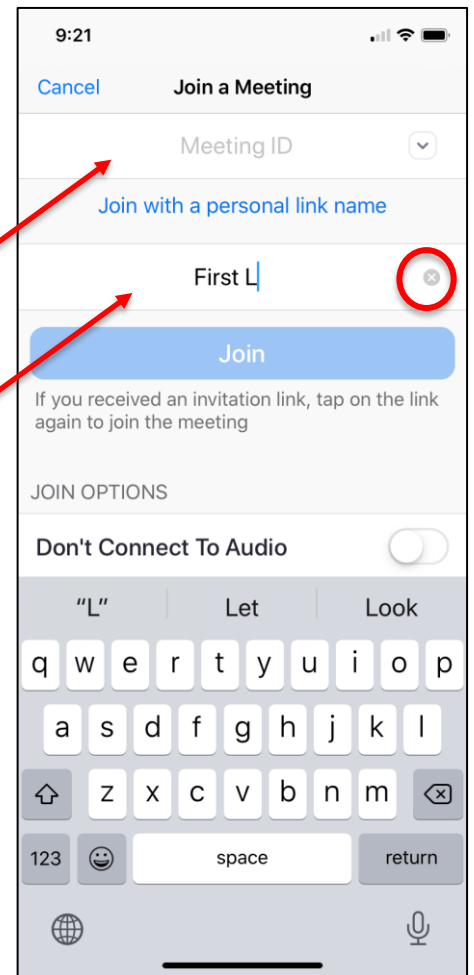 9:21
Cancel Join a Meeting
Meeting ID
Join with a personal link name
First L
Join
If you received an invitation link, tap on the link
again to join the meeting
JOIN OPTIONS
Don't Connect To Audio
“L” Let Look
q w e r t y u i o p
a s d f g h j k l
z x c v b n m
123 space return